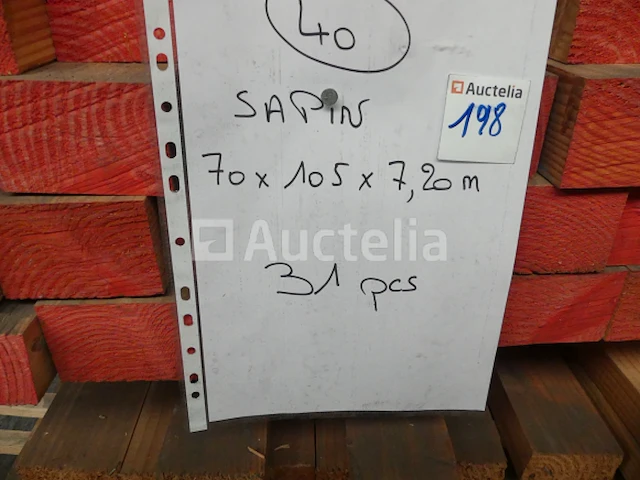 40
SAPIN
Auctelia
198
70 x 105 x 7,20 m
Auctelia
31 pcs